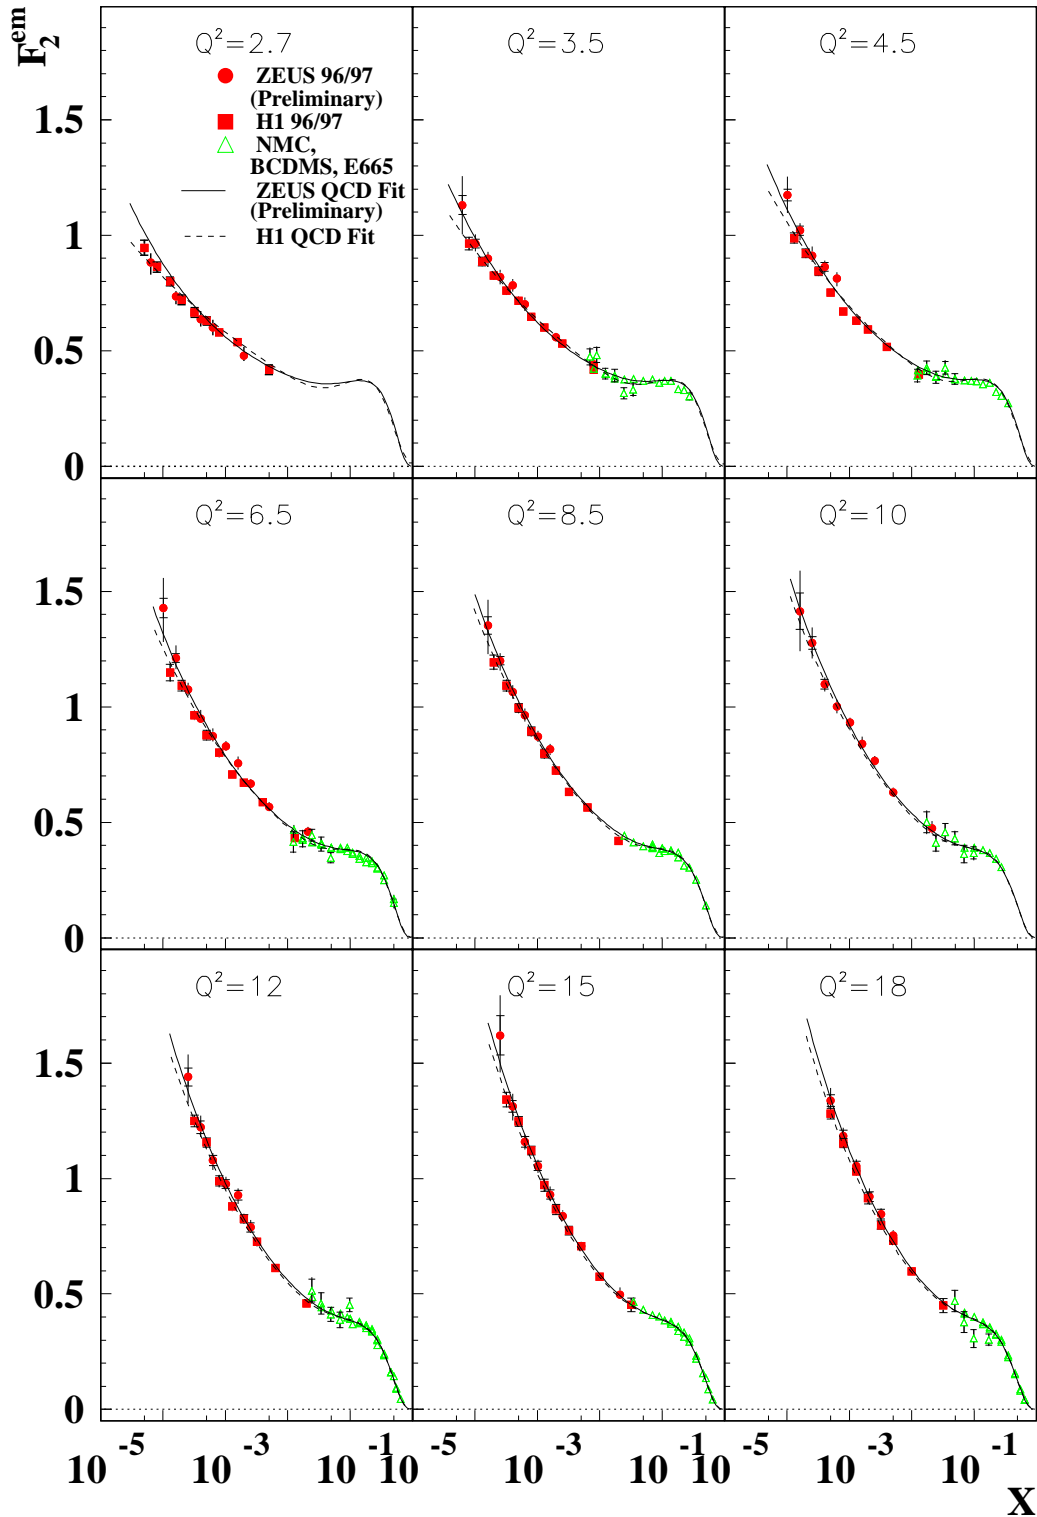 F₂ᵉᵐ
Q²=2.7
Q²=3.5
Q²=4.5
ZEUS 96/97
(Preliminary)
H1 96/97
NMC,
BCDMS, E665
ZEUS QCD Fit
(Preliminary)
H1 QCD Fit
1.5
1
0.5
0
Q²=6.5
Q²=8.5
Q²=10
1.5
1
0.5
0
Q²=12
Q²=15
Q²=18
1.5
1
0.5
0
10⁻⁵ 10⁻³ 10⁻¹ 10⁻⁵ 10⁻³ 10⁻¹ 10⁻⁵ 10⁻³ 10⁻¹
X